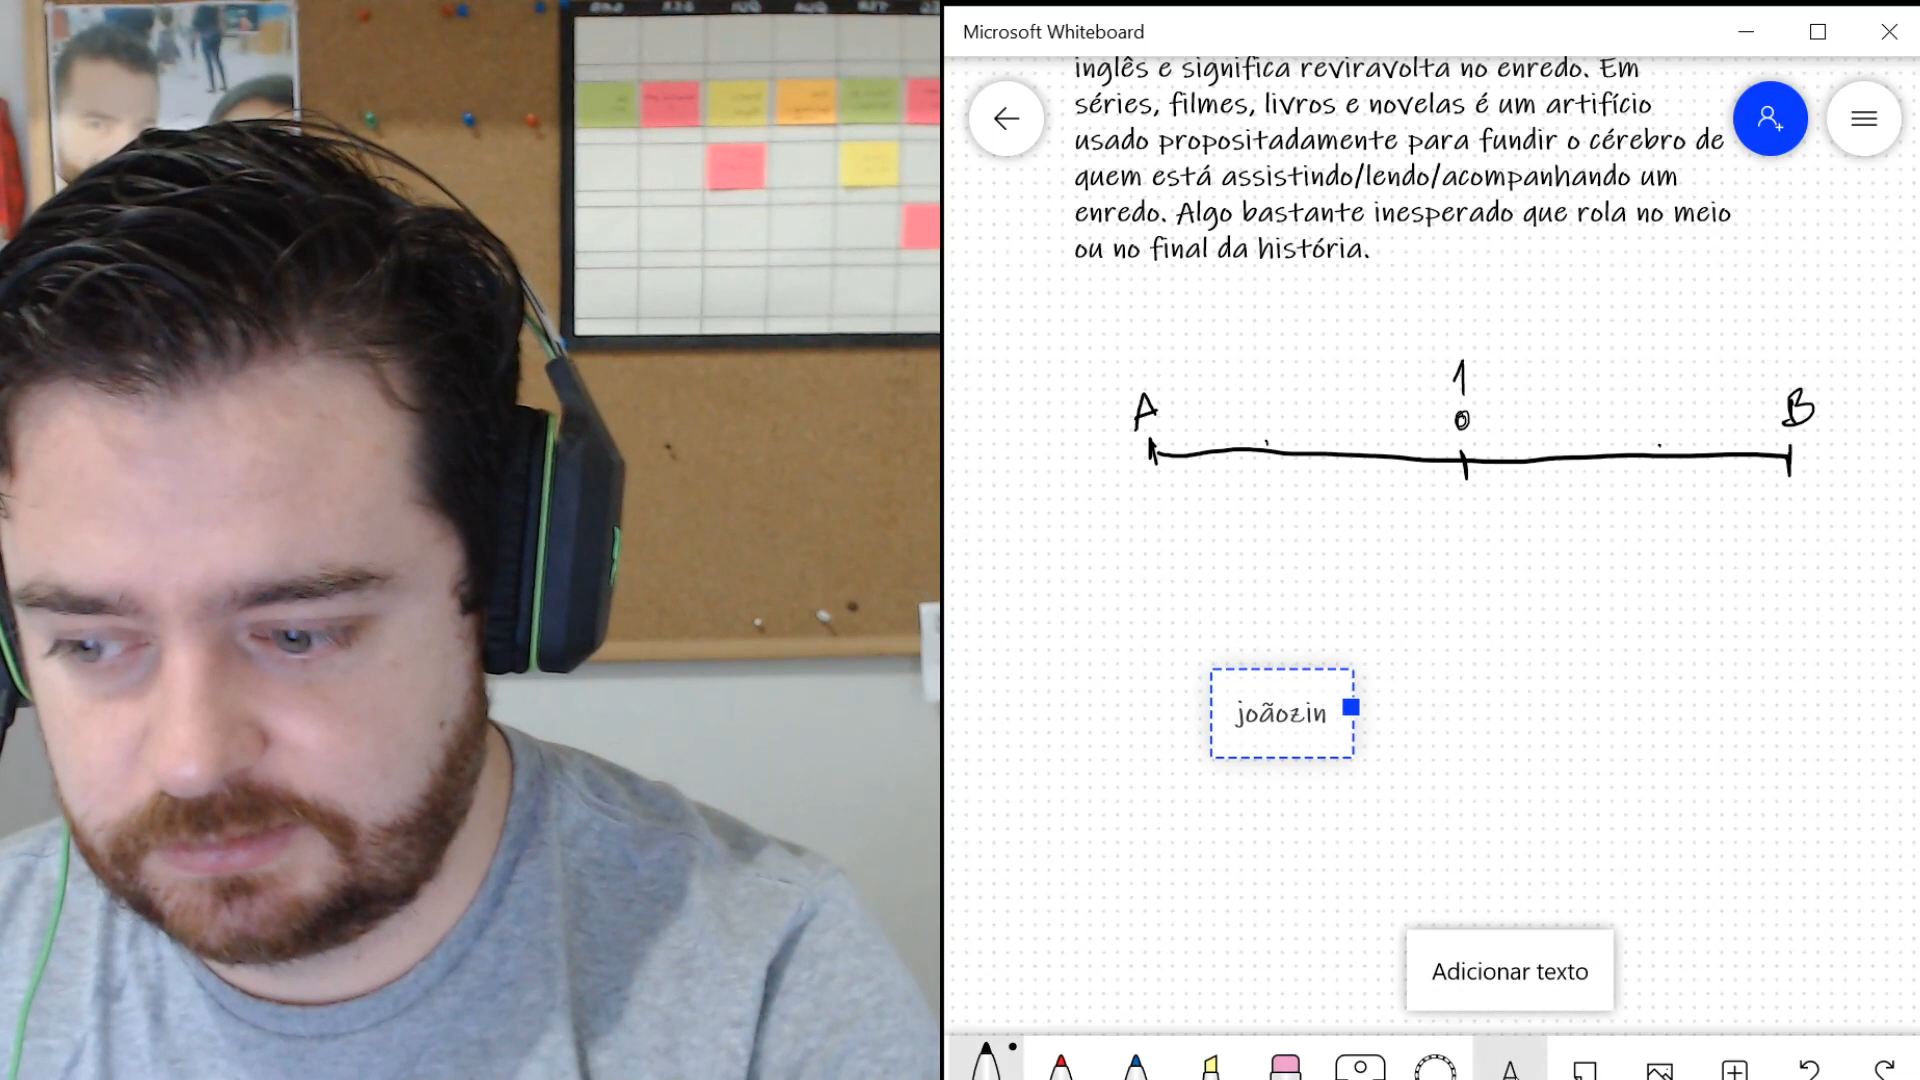 Microsoft Whiteboard
inglês e significa reviravolta no enredo. Em
séries, filmes, livros e novelas é um artifício
usado propositadamente para fundir o cérebro de
quem está assistindo/lendo/acompanhando um
enredo. Algo bastante inesperado que rola no meio
ou no final da história.
1
A
B
joãozin
Adicionar texto